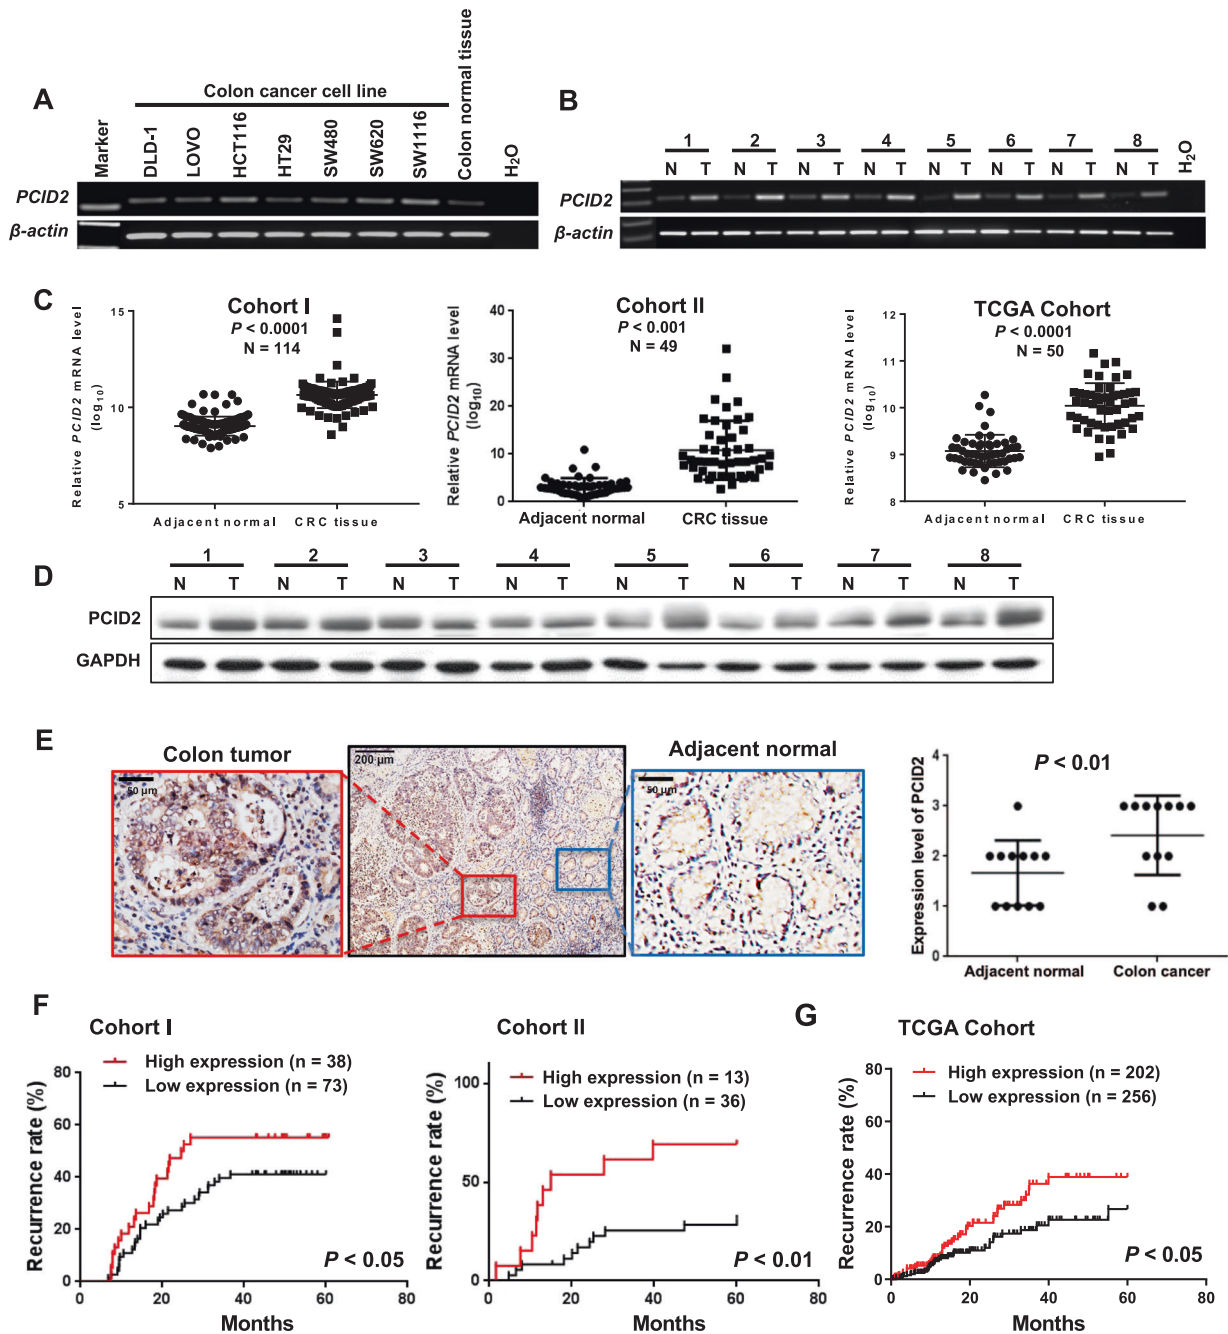 A
Colon cancer cell line
Marker
DLD-1
LOVO
HCT116
HT29
SW480
SW620
SW1116
Colon normal tissue
H2O
PCID2
β-actin
B
1 2 3 4 5 6 7 8
N T N T N T N T N T N T N T N T
H2O
PCID2
β-actin
C
Cohort I
P < 0.0001
N = 114
Relative PCID2 mRNA level
(log10)
15
10
5
Adjacent normal CRC tissue
Cohort II
P < 0.001
N = 49
Relative PCID2 mRNA level
(log10)
40
30
20
10
0
Adjacent normal CRC tissue
TCGA Cohort
P < 0.0001
N = 50
Relative PCID2 mRNA level
(log10)
12
11
10
9
8
Adjacent normal CRC tissue
D
1 2 3 4 5 6 7 8
N T N T N T N T N T N T N T N T
PCID2
GAPDH
E
Colon tumor
50 µm
200 µm
Adjacent normal
50 µm
P < 0.01
Expression level of PCID2
4
3
2
1
0
Adjacent normal Colon cancer
F
Cohort I
High expression (n = 38)
Low expression (n = 73)
Recurrence rate (%)
80
60
40
20
0
P < 0.05
0 20 40 60 80
Months
Cohort II
High expression (n = 13)
Low expression (n = 36)
Recurrence rate (%)
100
50
0
P < 0.01
0 20 40 60 80
Months
G
TCGA Cohort
High expression (n = 202)
Low expression (n = 256)
Recurrence rate (%)
80
60
40
20
0
P < 0.05
20 40 60 80
Months